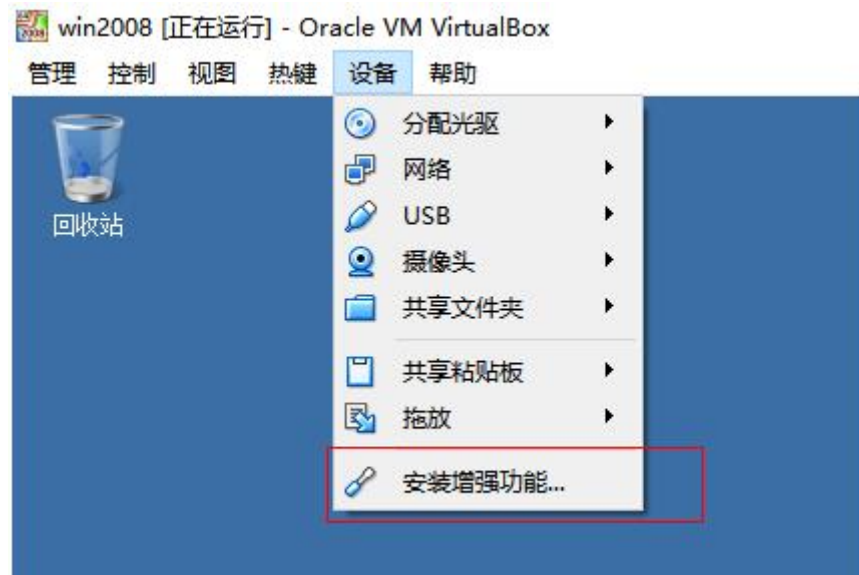 win2008 [正在运行] - Oracle VM VirtualBox
管理 控制 视图 热键 设备 帮助
分配光驱
网络
USB
摄像头
共享文件夹
共享粘贴板
拖放
安装增强功能...
回收站